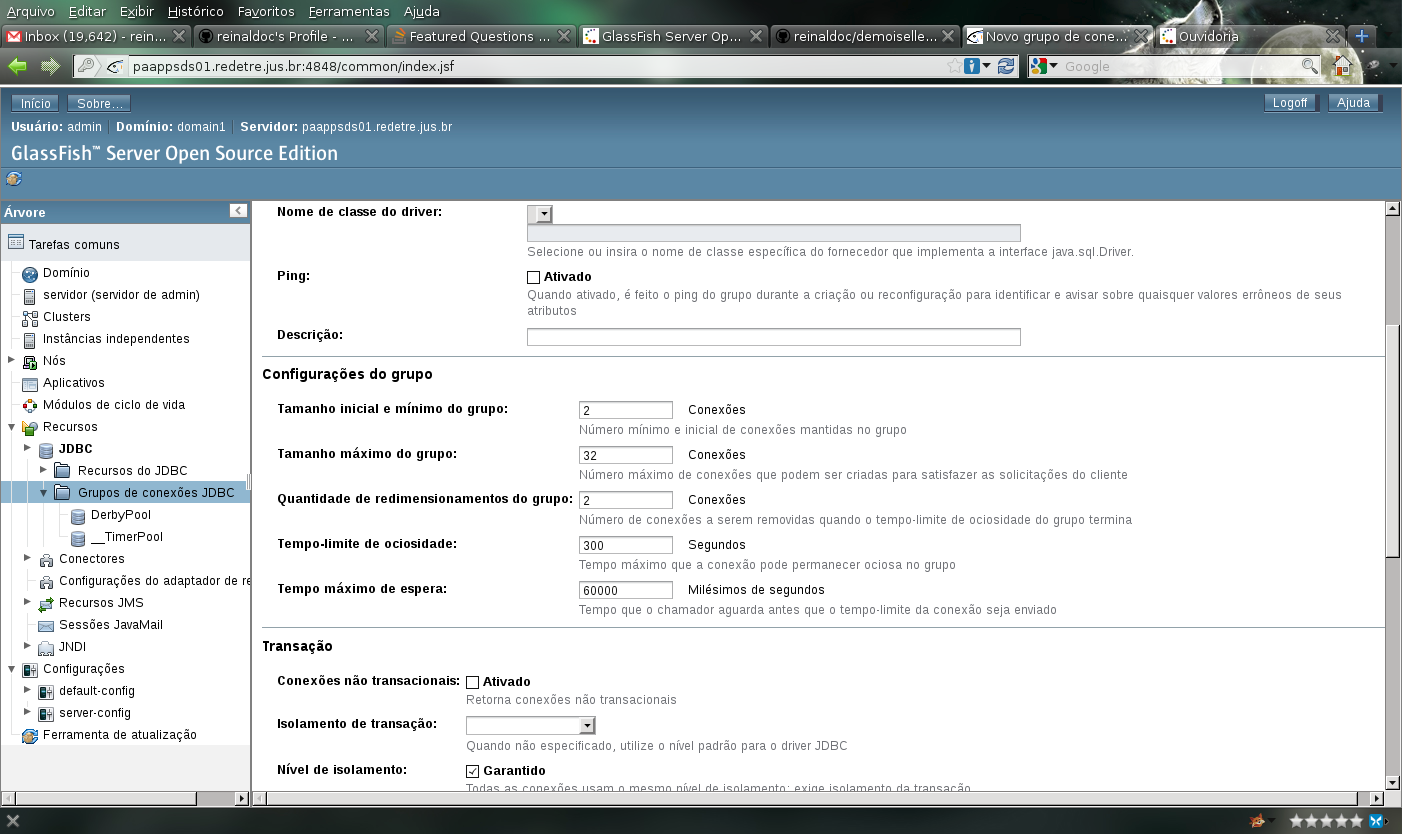 Arquivo Editar Exibir Histórico Favoritos Ferramentas Ajuda
Inbox (19,642) - rein...
reinaldoc's Profile - ...
Featured Questions ...
GlassFish Server Op...
reinaldoc/demoiselle...
Novo grupo de cone...
Ouvidoria
paappsds01.redetre.jus.br:4848/common/index.jsf
Google
Início Sobre... Logoff Ajuda
Usuário: admin Domínio: domain1 Servidor: paappsds01.redetre.jus.br
GlassFish™ Server Open Source Edition
Árvore
Tarefas comuns
Domínio
servidor (servidor de admin)
Clusters
Instâncias independentes
Nós
Aplicativos
Módulos de ciclo de vida
Recursos
JDBC
Recursos do JDBC
Grupos de conexões JDBC
DerbyPool
__TimerPool
Conectores
Configurações do adaptador de re
Recursos JMS
Sessões JavaMail
JNDI
Configurações
default-config
server-config
Ferramenta de atualização
Nome de classe do driver:
Selecione ou insira o nome de classe específica do fornecedor que implementa a interface java.sql.Driver.
Ping: Ativado
Quando ativado, é feito o ping do grupo durante a criação ou reconfiguração para identificar e avisar sobre quaisquer valores errôneos de seus
atributos
Descrição:
Configurações do grupo
Tamanho inicial e mínimo do grupo: 2 Conexões
Número mínimo e inicial de conexões mantidas no grupo
Tamanho máximo do grupo: 32 Conexões
Número máximo de conexões que podem ser criadas para satisfazer as solicitações do cliente
Quantidade de redimensionamentos do grupo: 2 Conexões
Número de conexões a serem removidas quando o tempo-limite de ociosidade do grupo termina
Tempo-limite de ociosidade: 300 Segundos
Tempo máximo que a conexão pode permanecer ociosa no grupo
Tempo máximo de espera: 60000 Milésimos de segundos
Tempo que o chamador aguarda antes que o tempo-limite da conexão seja enviado
Transação
Conexões não transacionais: Ativado
Retorna conexões não transacionais
Isolamento de transação:
Quando não especificado, utilize o nível padrão para o driver JDBC
Nível de isolamento: Garantido
Todas as conexões usam o mesmo nível de isolamento; exige isolamento da transação